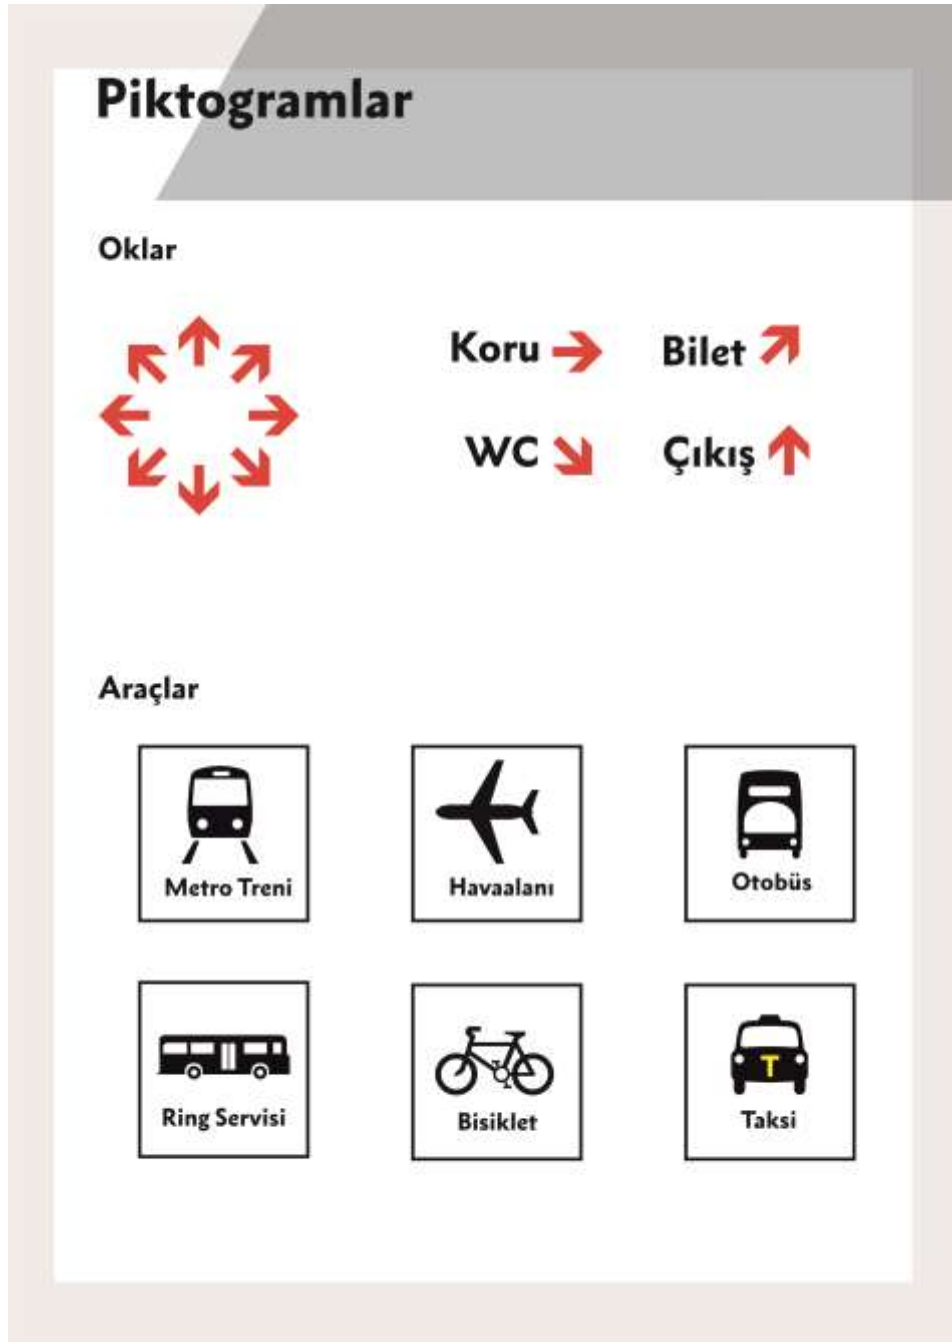 Piktogramlar
Oklar
Koru Bilet
WC Çıkış
Araçlar
Metro Treni Havaalanı Otobüs
Ring Servisi Bisiklet Taksi
T